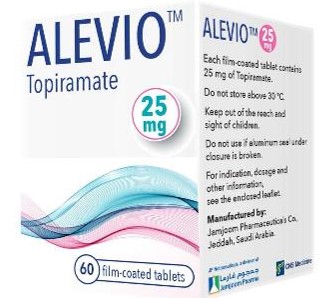 ALEVIO™
Topiramate
25
mg
60 film-coated tablets
ALEVIO™ 25 mg
Each film-coated tablet contains
25 mg of Topiramate.
Do not store above 30 °C.
Keep out of the reach and
sight of children.
Do not use if aluminum seal under
closure is broken.
For indication, dosage and
other information,
see the enclosed leaflet.
Manufactured by:
Jamjoom Pharmaceuticals Co.
Jeddah, Saudi Arabia.
جمجوم فارما
JamjoomPharma